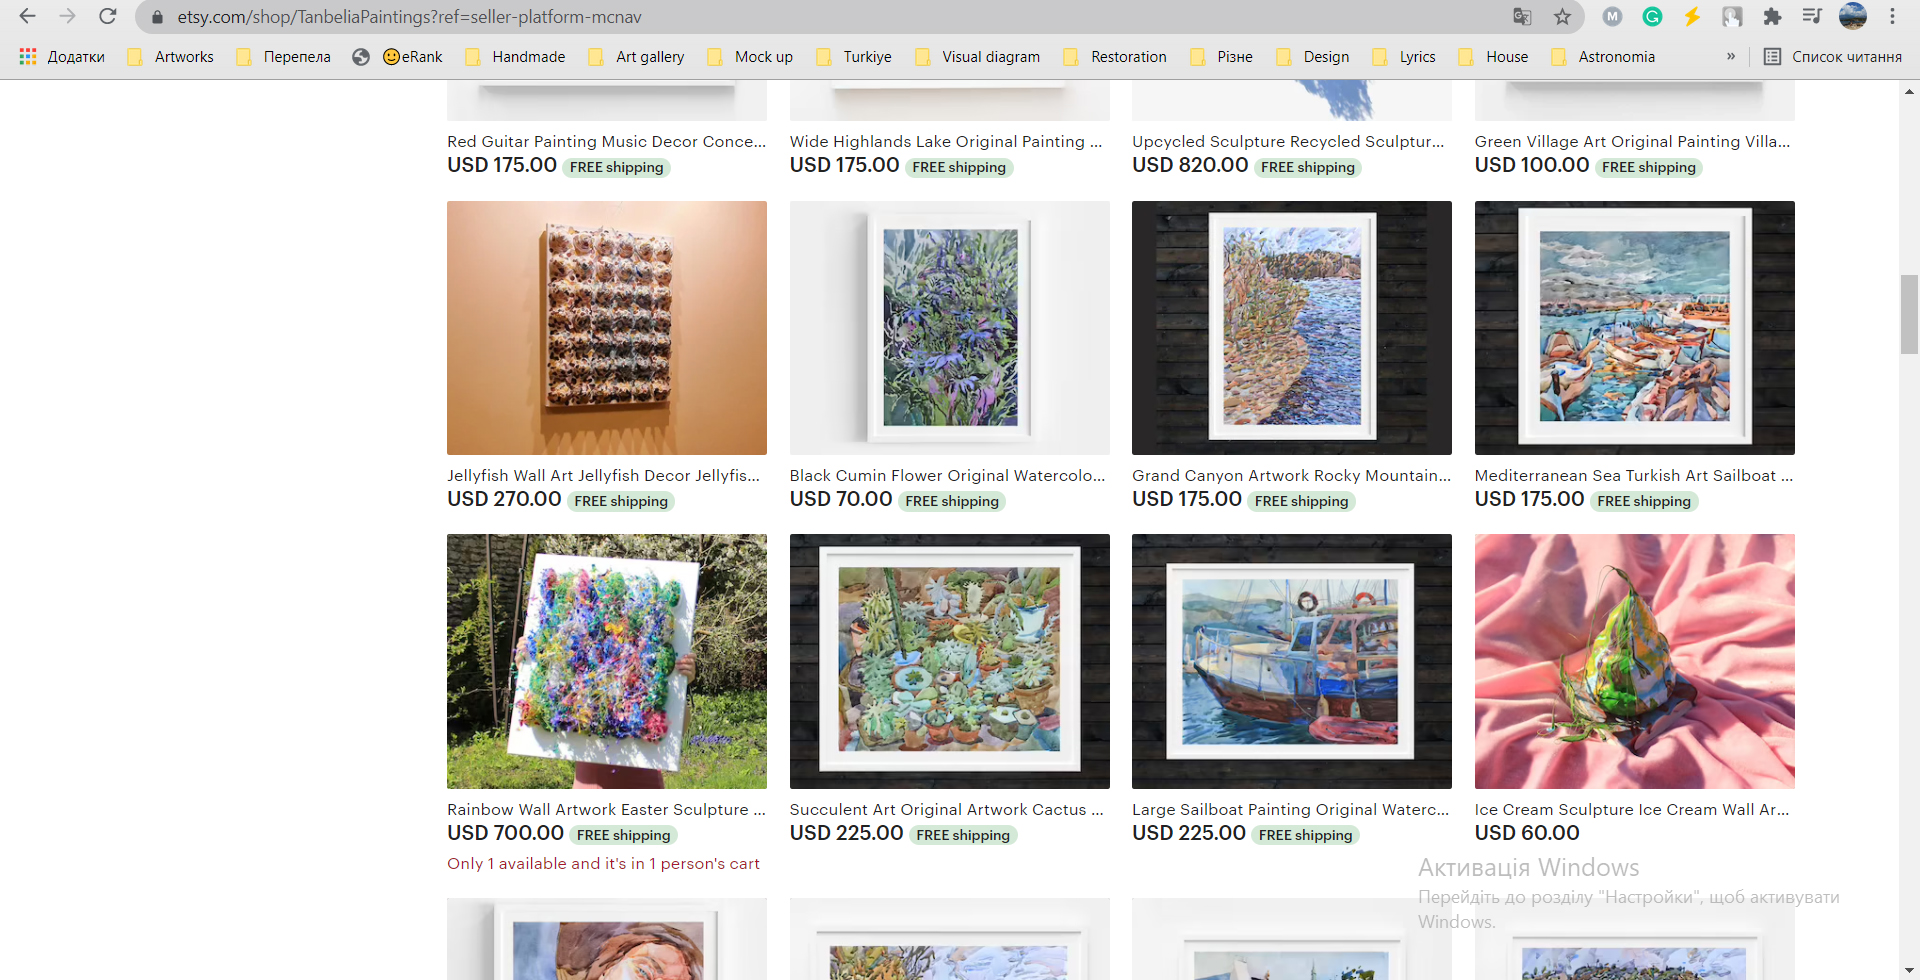 etsy.com/shop/TanbeliaPaintings?ref=seller-platform-mcnav
Додатки Artworks Перепела eRank Handmade Art gallery Mock up Turkiye Visual diagram Restoration Різне Design Lyrics House Astronomia » Список читання
Red Guitar Painting Music Decor Conce...
USD 175.00 FREE shipping
Wide Highlands Lake Original Painting ...
USD 175.00 FREE shipping
Upcycled Sculpture Recycled Sculptur...
USD 820.00 FREE shipping
Green Village Art Original Painting Villa...
USD 100.00 FREE shipping
Jellyfish Wall Art Jellyfish Decor Jellyfis...
USD 270.00 FREE shipping
Black Cumin Flower Original Watercolo...
USD 70.00 FREE shipping
Grand Canyon Artwork Rocky Mountain...
USD 175.00 FREE shipping
Mediterranean Sea Turkish Art Sailboat ...
USD 175.00 FREE shipping
Rainbow Wall Artwork Easter Sculpture ...
USD 700.00 FREE shipping
Only 1 available and it's in 1 person's cart
Succulent Art Original Artwork Cactus ...
USD 225.00 FREE shipping
Large Sailboat Painting Original Waterc...
USD 225.00 FREE shipping
Ice Cream Sculpture Ice Cream Wall Ar...
USD 60.00
Активація Windows
Перейдіть до розділу "Настройки", щоб активувати
Windows.